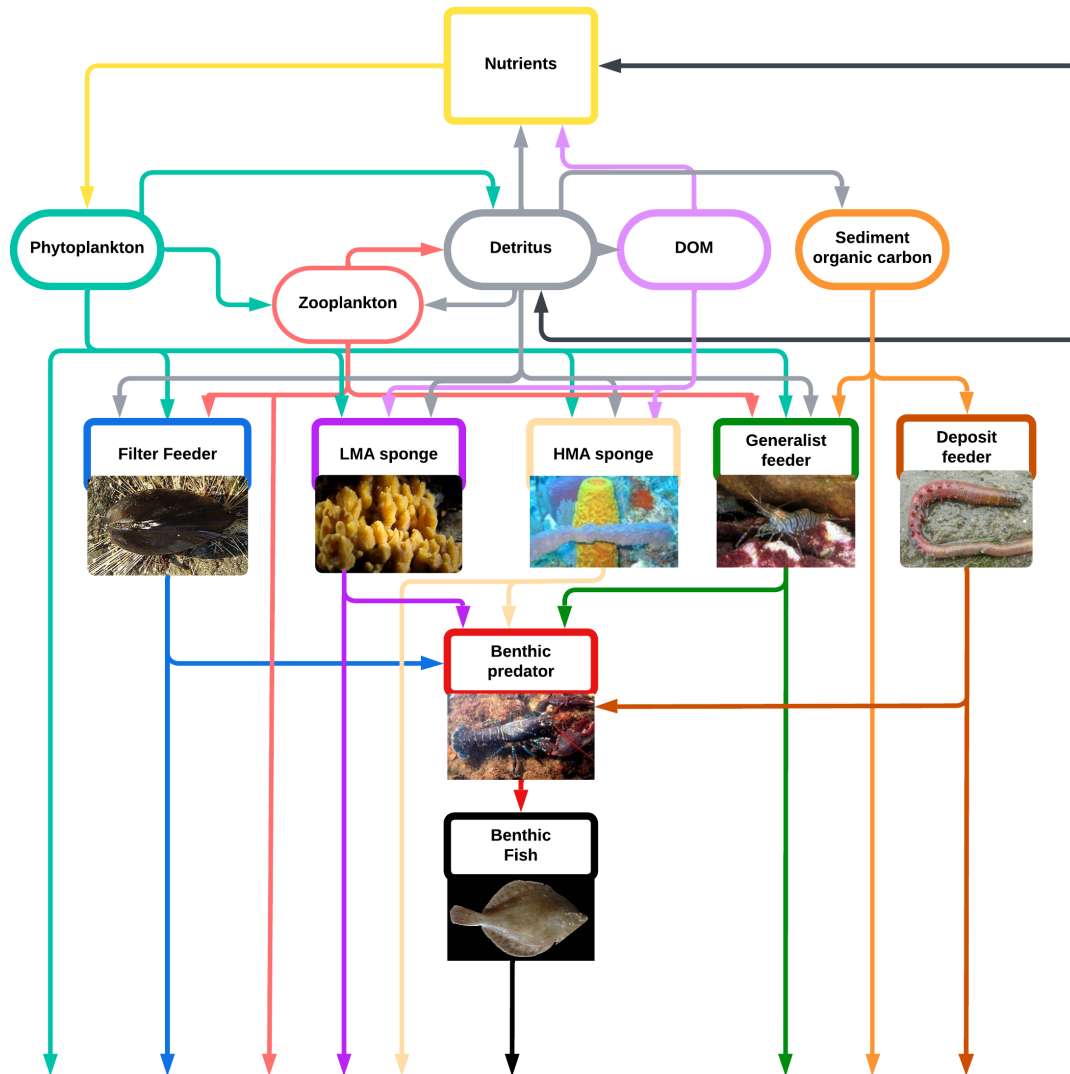 Nutrients
Phytoplankton
Detritus
DOM
Sediment
organic carbon
Zooplankton
Filter Feeder
LMA sponge
HMA sponge
Generalist
feeder
Deposit
feeder
Benthic
predator
Benthic
Fish